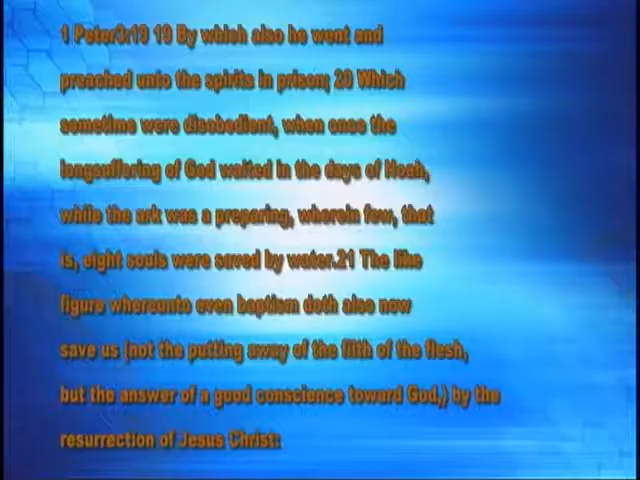 1 Peter3:19 19 By which also he went and
preached unto the spirits in prison; 20 Which
sometime were disobedient, when once the
longsuffering of God waited in the days of Noah,
while the ark was a preparing, wherein few, that
is, eight souls were saved by water.21 The like
figure whereunto even baptism doth also now
save us (not the putting away of the filth of the flesh,
but the answer of a good conscience toward God,) by the
resurrection of Jesus Christ: